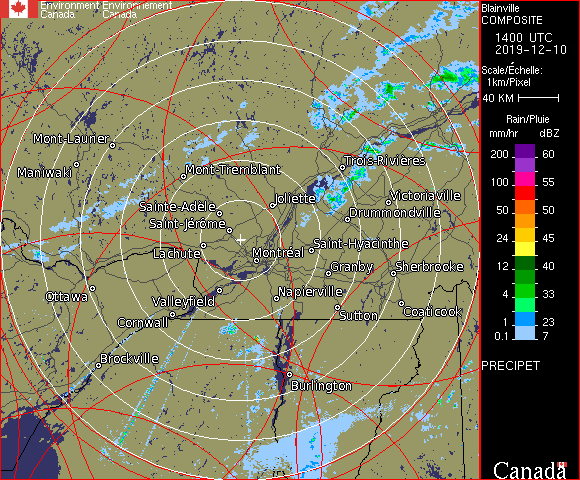 Environment Environnement
Canada Canada
Blainville
COMPOSITE
1400 UTC
2019-12-10
Scale/Échelle:
1km/Pixel
40 KM
Rain/Pluie
mm/hr dBZ
200 60
100 55
50 50
24 45
12 40
4 33
1 23
0.1 7
PRECIPET
Canada
Mont-Laurier
Maniwaki
Mont-Tremblant
Trois-Rivières
Joliette
Victoriaville
Sainte-Adèle
Drummondville
Saint-Jérôme
Lachute
Montréal
Saint-Hyacinthe
Granby
Sherbrooke
Ottawa
Valleyfield
Napierville
Cornwall
Sutton
Coaticook
Brockville
Burlington